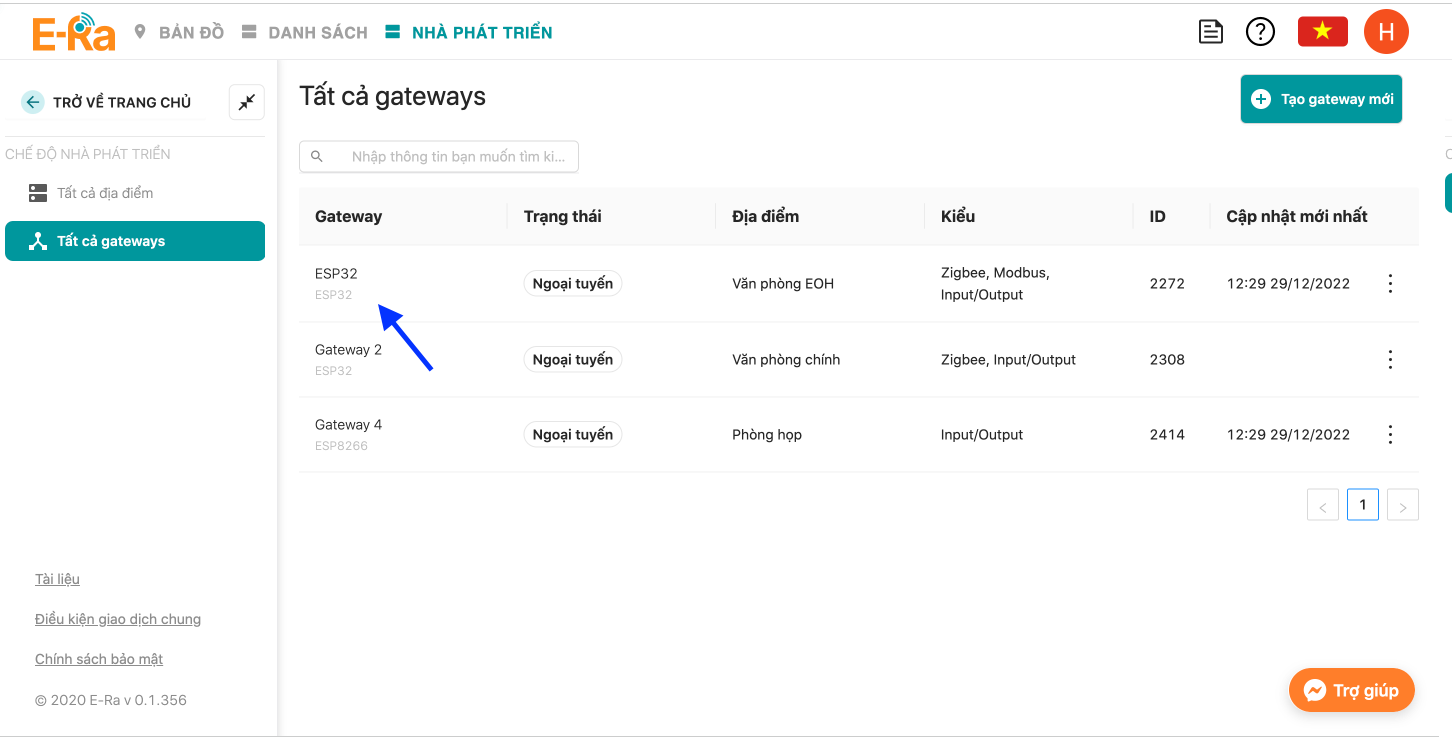 E-Ra BẢN ĐỒ DANH SÁCH NHÀ PHÁT TRIỂN H
TRỞ VỀ TRANG CHỦ
CHẾ ĐỘ NHÀ PHÁT TRIỂN
Tất cả địa điểm
Tất cả gateways
Tài liệu
Điều kiện giao dịch chung
Chính sách bảo mật
© 2020 E-Ra v 0.1.356
Tất cả gateways
Tạo gateway mới
Nhập thông tin bạn muốn tìm ki...
Gateway Trạng thái Địa điểm Kiểu ID Cập nhật mới nhất
ESP32
ESP32
Ngoại tuyến
Văn phòng EOH
Zigbee, Modbus,
Input/Output
2272
12:29 29/12/2022
Gateway 2
ESP32
Ngoại tuyến
Văn phòng chính
Zigbee, Input/Output
2308
Gateway 4
ESP8266
Ngoại tuyến
Phòng họp
Input/Output
2414
12:29 29/12/2022
< 1 >
Trợ giúp